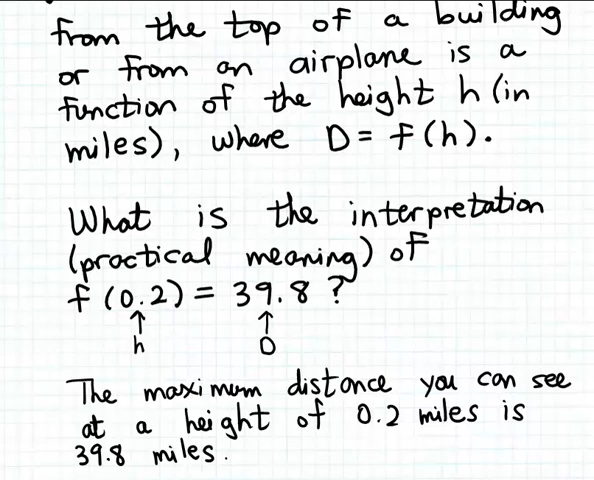 from the top of a building
or from an airplane is a
function of the height h (in
miles), where D = f(h).
What is the interpretation
(practical meaning) of
f(0.2) = 39.8 ?
↑ ↑
h D
The maximum distance you can see
at a height of 0.2 miles is
39.8 miles.